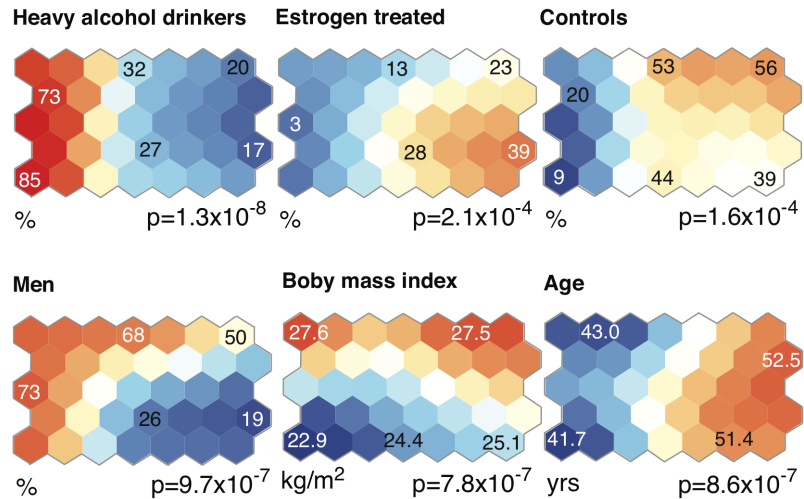 Heavy alcohol drinkers
32
20
73
27
17
85
% p=1.3x10-8
Estrogen treated
13
23
3
28
39
% p=2.1x10-4
Controls
53
56
20
9
44
39
% p=1.6x10-4
Men
68
50
73
26
19
% p=9.7x10-7
Boby mass index
27.6
27.5
22.9
24.4
25.1
kg/m2 p=7.8x10-7
Age
43.0
52.5
41.7
51.4
yrs p=8.6x10-7